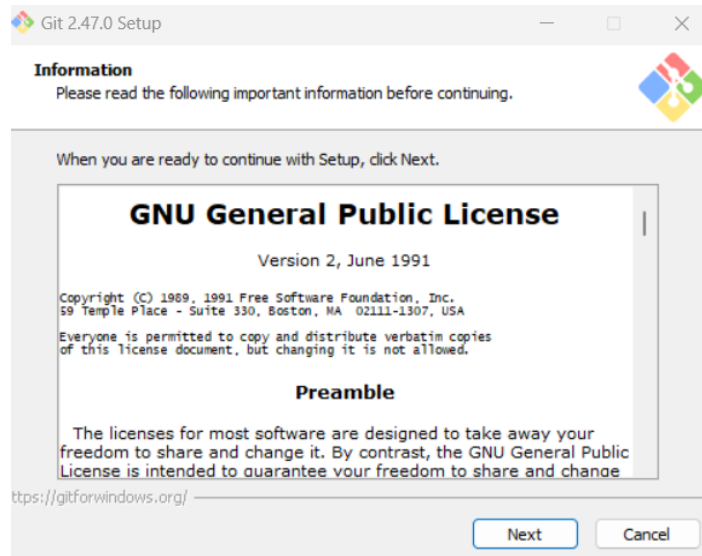 Git 2.47.0 Setup
Information
Please read the following important information before continuing.
When you are ready to continue with Setup, click Next.
GNU General Public License
Version 2, June 1991
Copyright (C) 1989, 1991 Free Software Foundation, Inc.
59 Temple Place - Suite 330, Boston, MA  02111-1307, USA
Everyone is permitted to copy and distribute verbatim copies
of this license document, but changing it is not allowed.
Preamble
The licenses for most software are designed to take away your
freedom to share and change it. By contrast, the GNU General Public
License is intended to guarantee your freedom to share and change
ttps://gitforwindows.org/
Next
Cancel